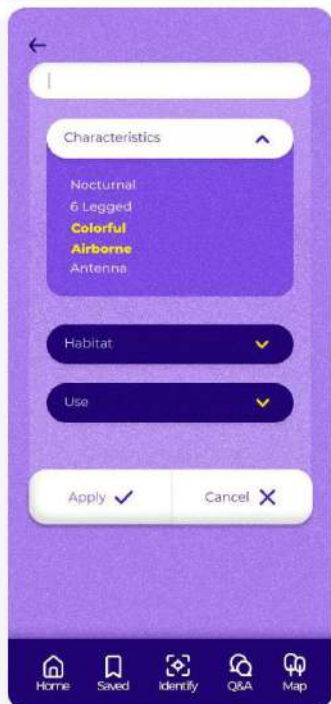 Characteristics
Nocturnal
6 Legged
Colorful
Airborne
Antenna
Habitat
Use
Apply Cancel
Home Saved Identify Q&A Map